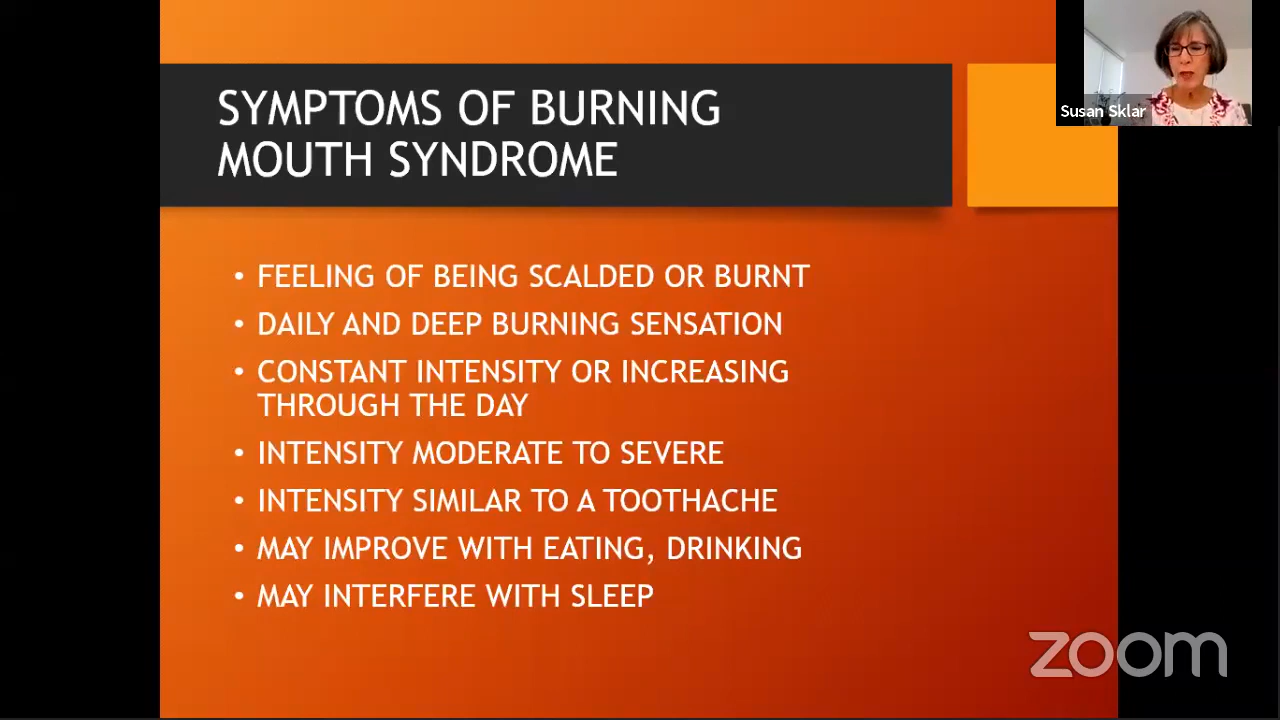 SYMPTOMS OF BURNING
MOUTH SYNDROME
Susan Sklar
• FEELING OF BEING SCALDED OR BURNT
• DAILY AND DEEP BURNING SENSATION
• CONSTANT INTENSITY OR INCREASING
THROUGH THE DAY
• INTENSITY MODERATE TO SEVERE
• INTENSITY SIMILAR TO A TOOTHACHE
• MAY IMPROVE WITH EATING, DRINKING
• MAY INTERFERE WITH SLEEP
zoom